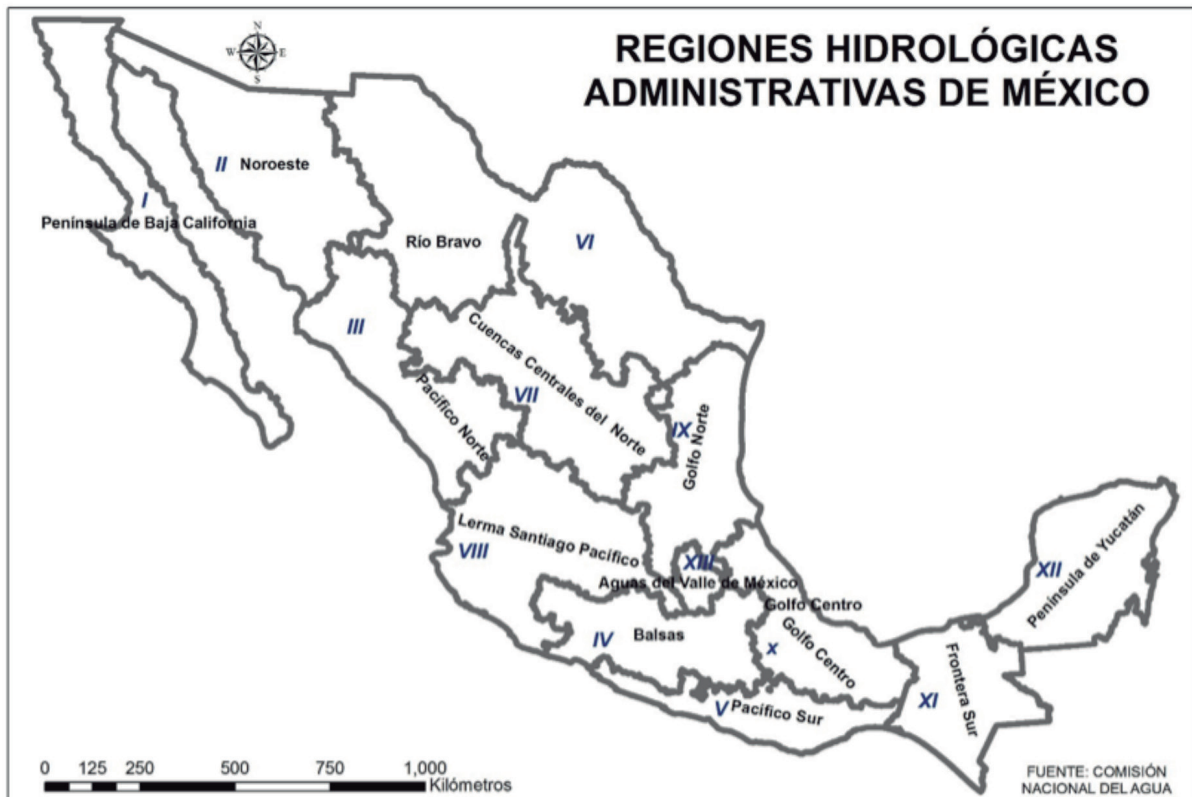 REGIONES HIDROLÓGICAS
ADMINISTRATIVAS DE MÉXICO
N
W
E
S
II
Noroeste
I
Península de Baja California
Río Bravo
VI
III
Pacífico Norte
Cuencas Centrales del Norte
VII
IX
Golfo Norte
Lerma Santiago Pacífico
VIII
XIII
Aguas del Valle de México
Golfo Centro
Golfo Centro
X
IV
Balsas
V
Pacífico Sur
XI
Frontera Sur
XII
Península de Yucatán
0 125 250 500 750 1,000
Kilómetros
FUENTE: COMISIÓN
NACIONAL DEL AGUA